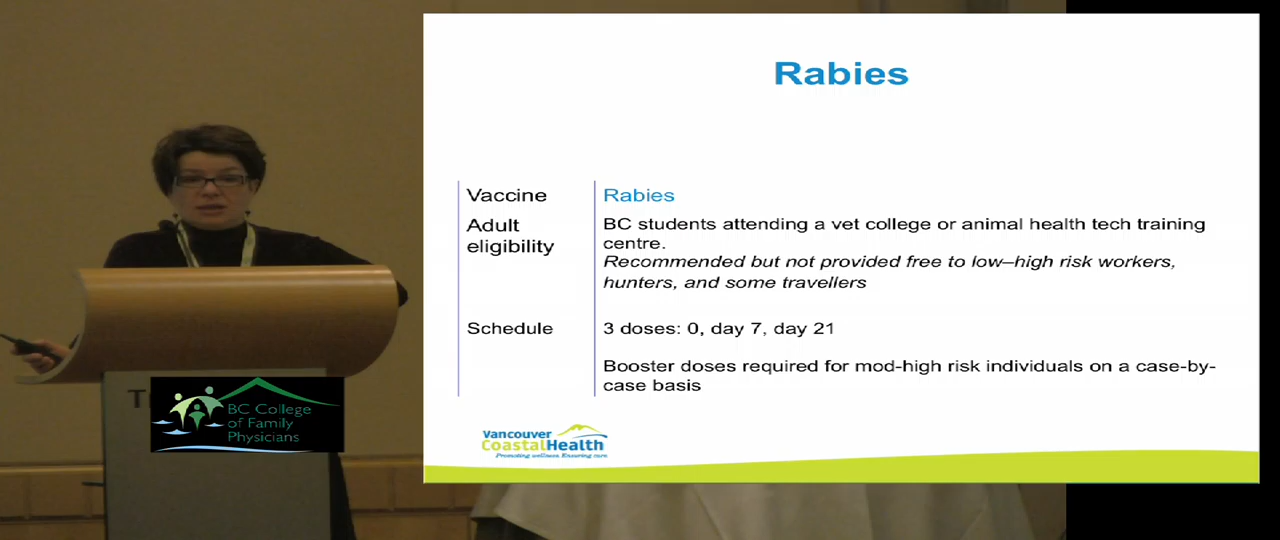 Rabies
Vaccine
Rabies
Adult
eligibility
BC students attending a vet college or animal health tech training
centre.
Recommended but not provided free to low–high risk workers,
hunters, and some travellers
Schedule
3 doses: 0, day 7, day 21
Booster doses required for mod-high risk individuals on a case-by-
case basis
Vancouver
CoastalHealth
Promoting wellness. Ensuring care.
T
BC College
of Family
Physicians